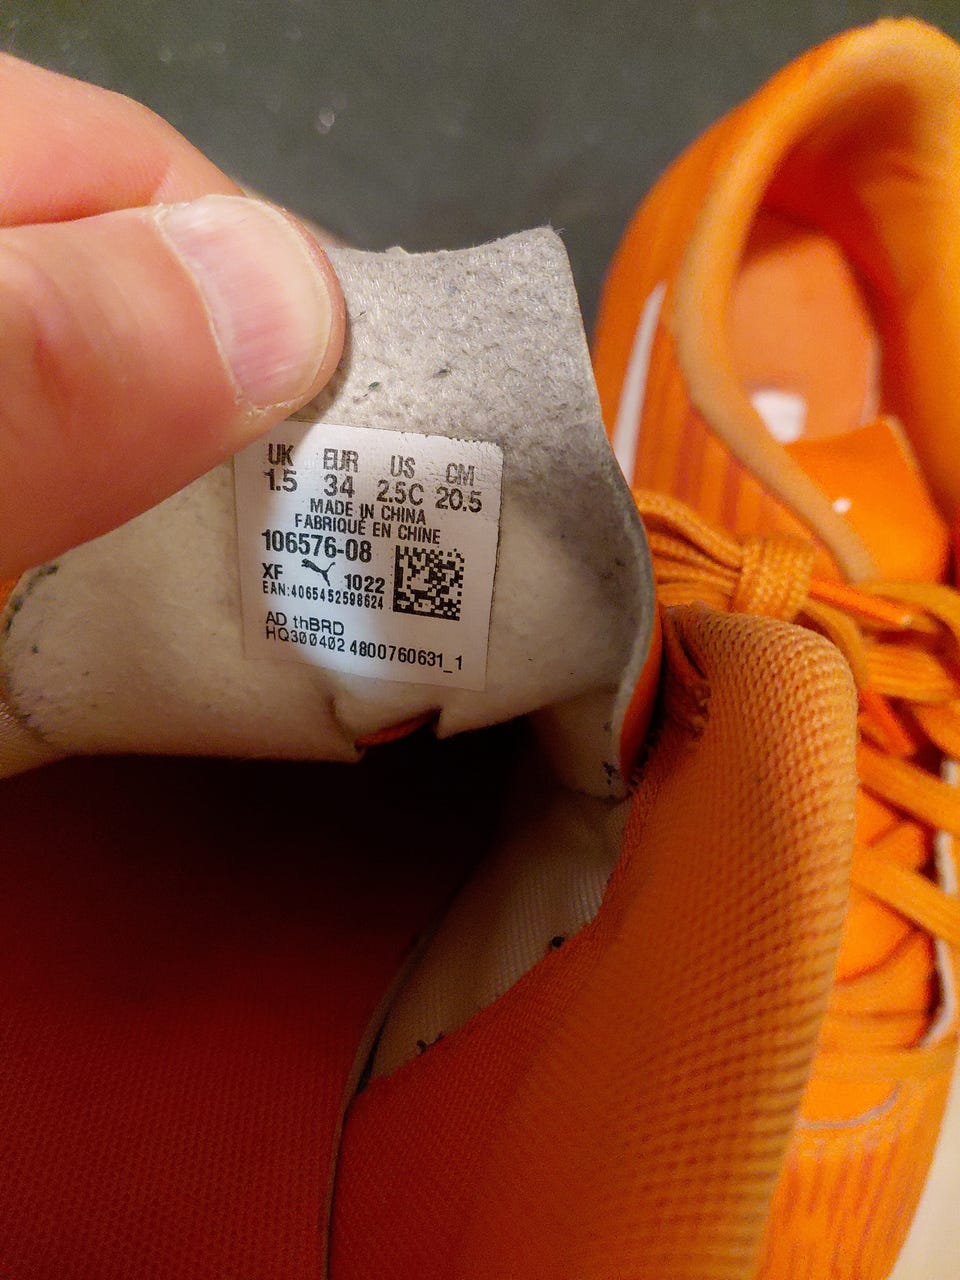 UK EUR US CM
1.5 34 2.5C 20.5
MADE IN CHINA
FABRIQUÉ EN CHINE
106576-08
XF 1022
EAN:4065452598624
AD thBRD
HQ300402 4800760631_1